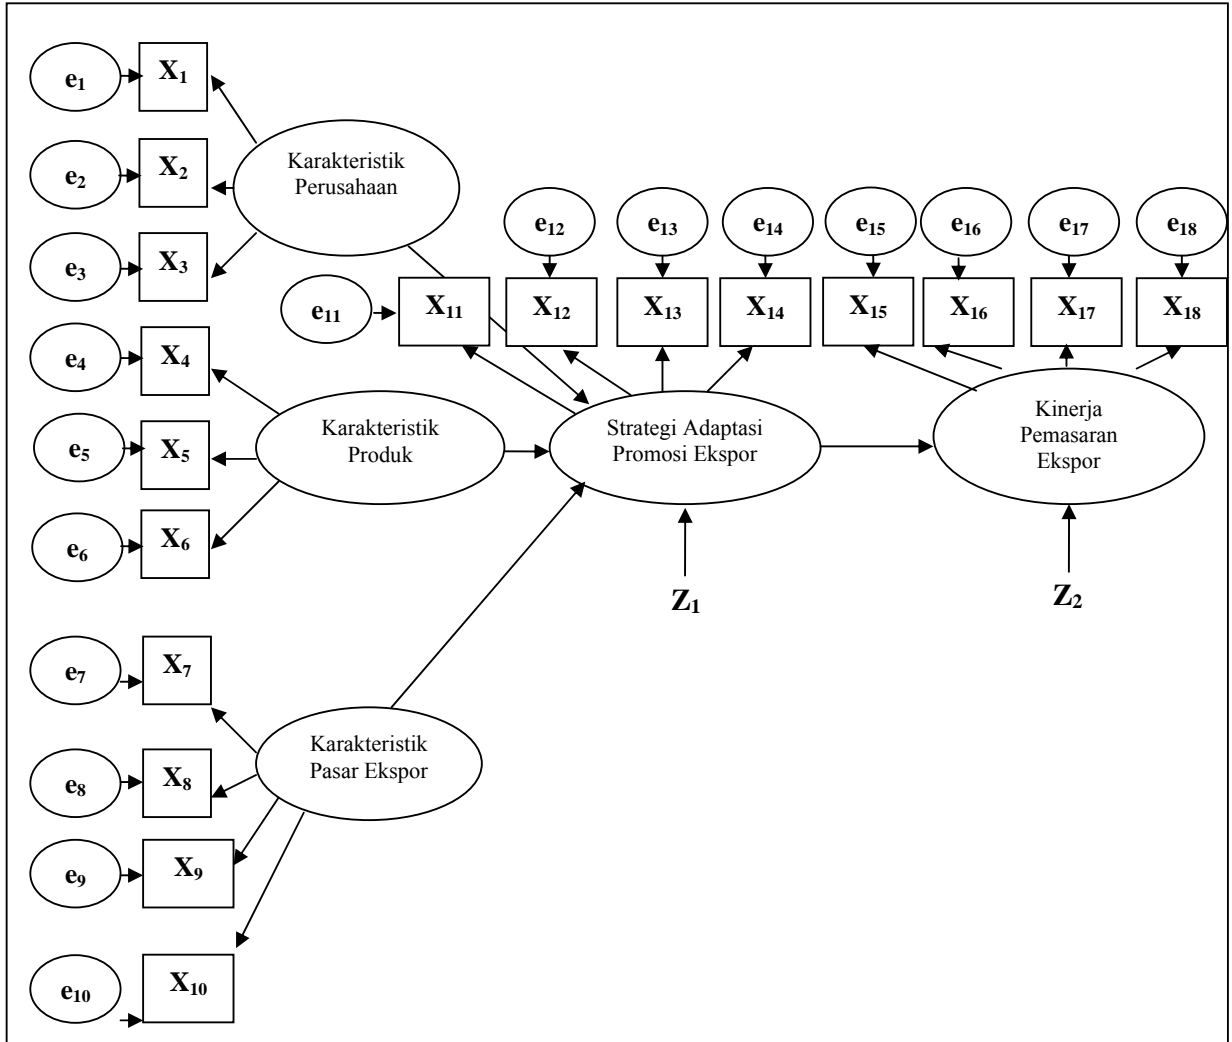 e1 X1
e2 X2
e3 X3
Karakteristik
Perusahaan
e12 e13 e14 e15 e16 e17 e18
e11 X11 X12 X13 X14 X15 X16 X17 X18
e4 X4
e5 X5
e6 X6
Karakteristik
Produk
Strategi Adaptasi
Promosi Ekspor
Kinerja
Pemasaran
Ekspor
Z1 Z2
e7 X7
e8 X8
e9 X9
e10 X10
Karakteristik
Pasar Ekspor